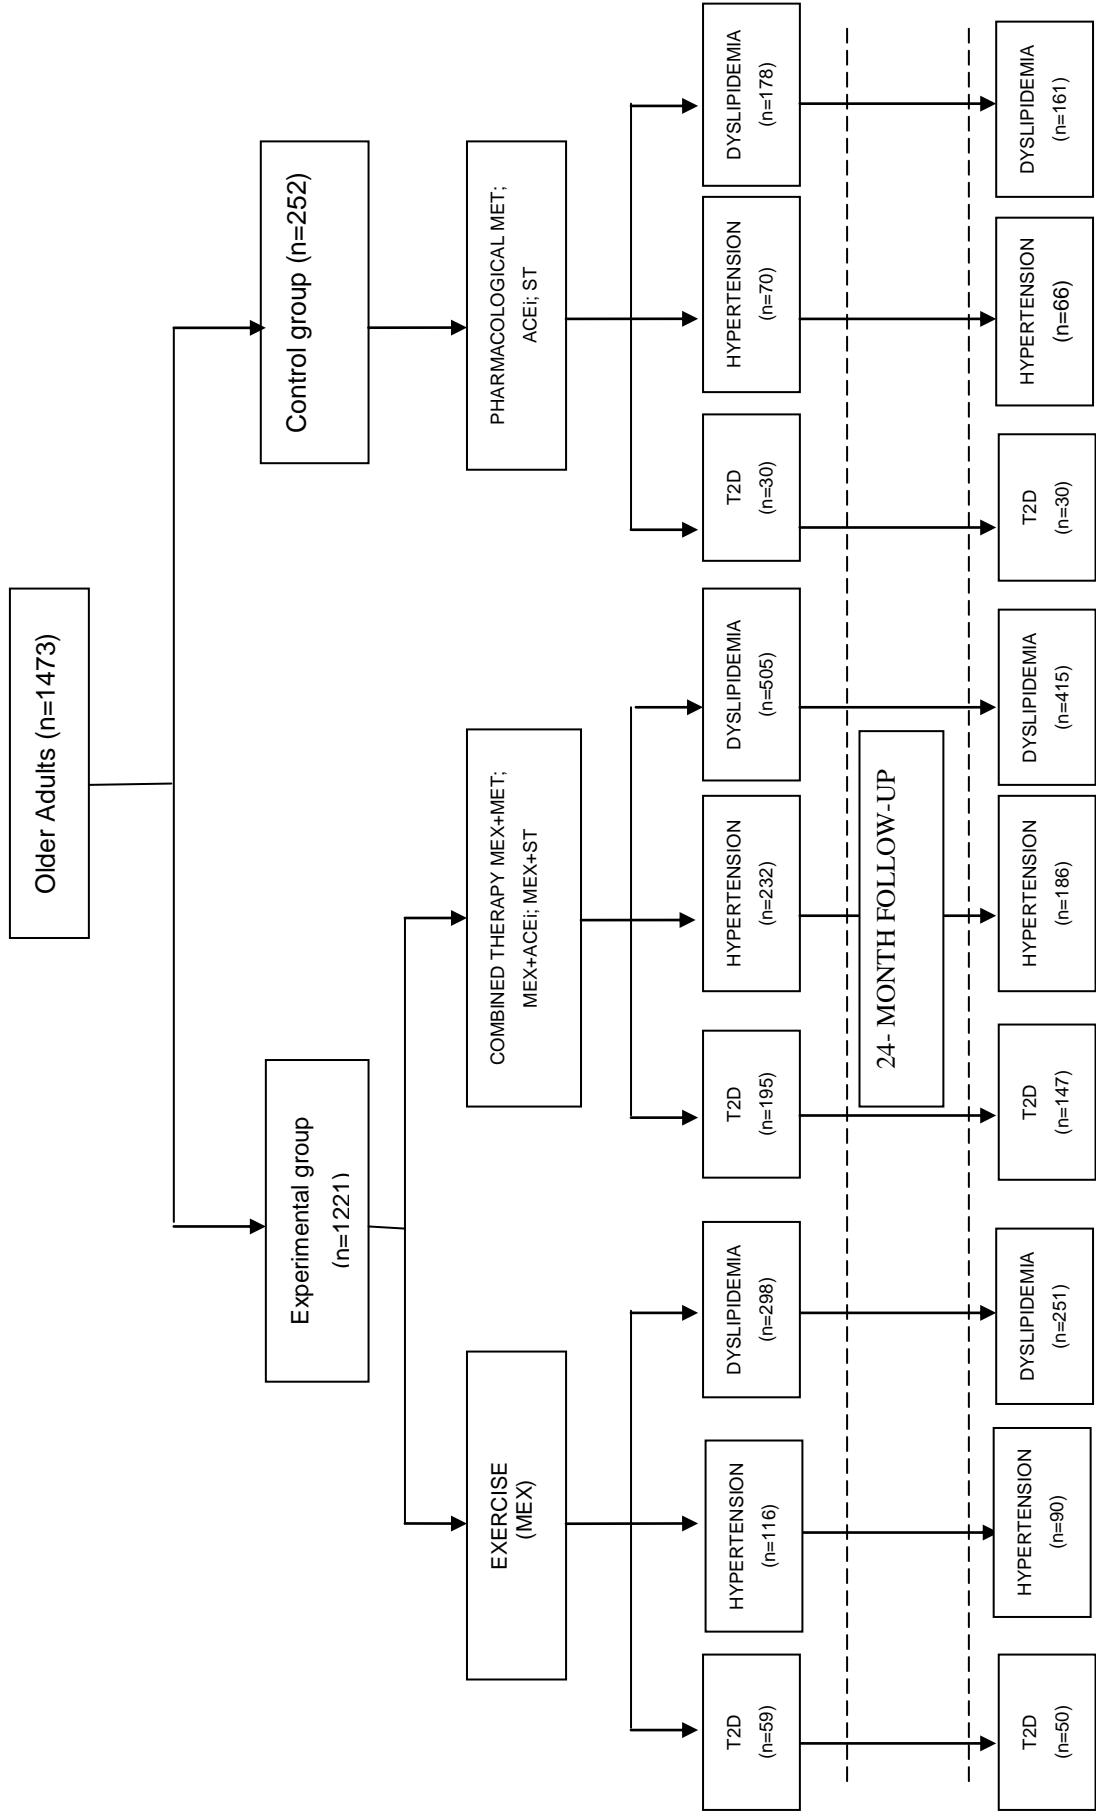 Older Adults (n=1473)
Experimental group
(n=1221)
Control group (n=252)
EXERCISE
(MEX)
COMBINED THERAPY MEX+MET;
MEX+ACEi; MEX+ST
PHARMACOLOGICAL MET;
ACEi; ST
T2D
(n=59)
HYPERTENSION
(n=116)
DYSLIPIDEMIA
(n=298)
T2D
(n=195)
HYPERTENSION
(n=232)
DYSLIPIDEMIA
(n=505)
T2D
(n=30)
HYPERTENSION
(n=70)
DYSLIPIDEMIA
(n=178)
24- MONTH FOLLOW-UP
T2D
(n=50)
HYPERTENSION
(n=90)
DYSLIPIDEMIA
(n=251)
T2D
(n=147)
HYPERTENSION
(n=186)
DYSLIPIDEMIA
(n=415)
T2D
(n=30)
HYPERTENSION
(n=66)
DYSLIPIDEMIA
(n=161)